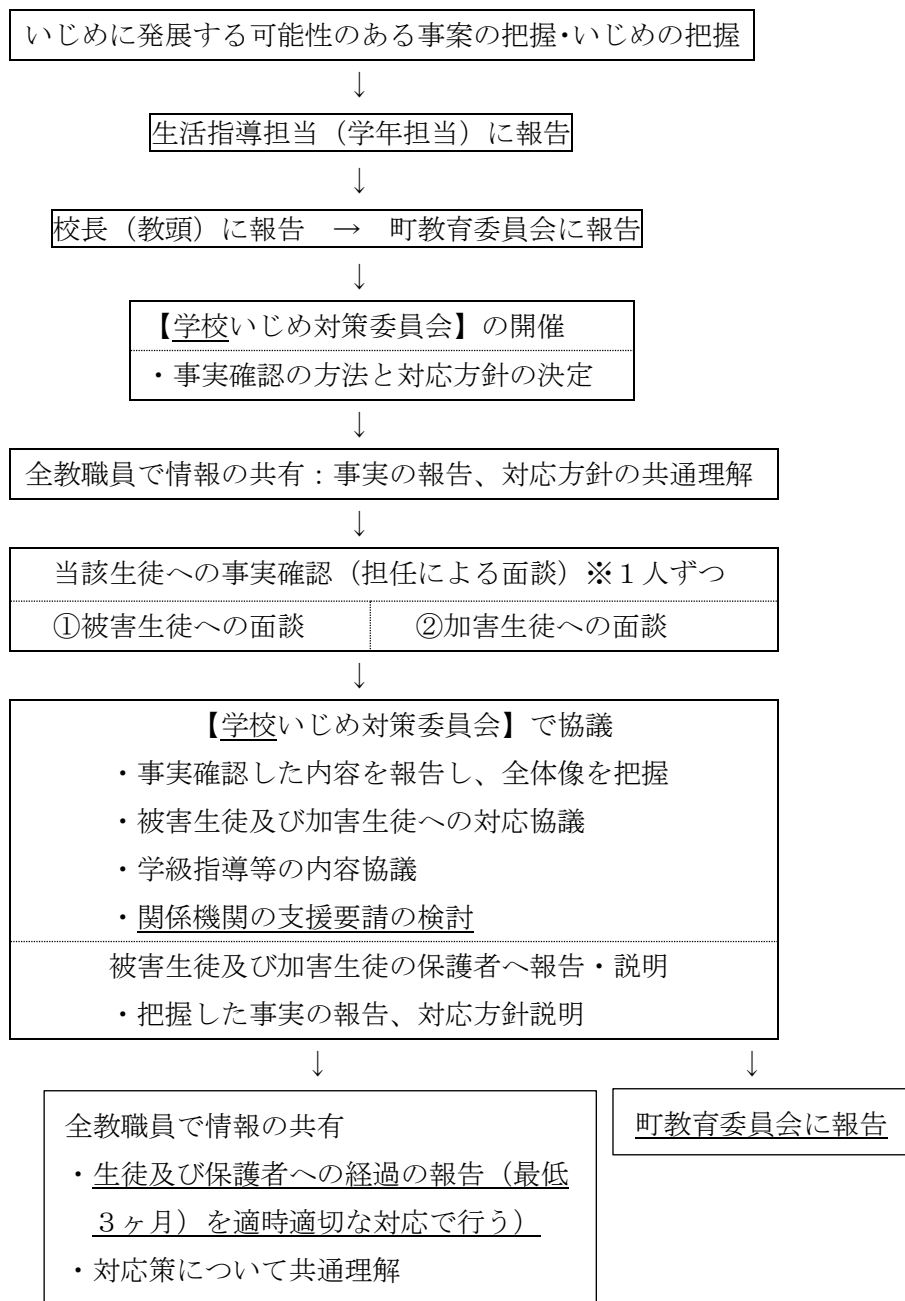 いじめに発展する可能性のある事案の把握・いじめの把握
↓
生活指導担当（学年担当）に報告
↓
校長（教頭）に報告　→　町教育委員会に報告
↓
【学校いじめ対策委員会】の開催
・事実確認の方法と対応方針の決定
↓
全教職員で情報の共有：事実の報告、対応方針の共通理解
↓
当該生徒への事実確認（担任による面談）※１人ずつ
①被害生徒への面談　②加害生徒への面談
↓
【学校いじめ対策委員会】で協議
・事実確認した内容を報告し、全体像を把握
・被害生徒及び加害生徒への対応協議
・学級指導等の内容協議
・関係機関の支援要請の検討
被害生徒及び加害生徒の保護者へ報告・説明
・把握した事実の報告、対応方針説明
↓　↓
全教職員で情報の共有
・生徒及び保護者への経過の報告（最低
３ヶ月）を適時適切な対応で行う）
・対応策について共通理解
町教育委員会に報告